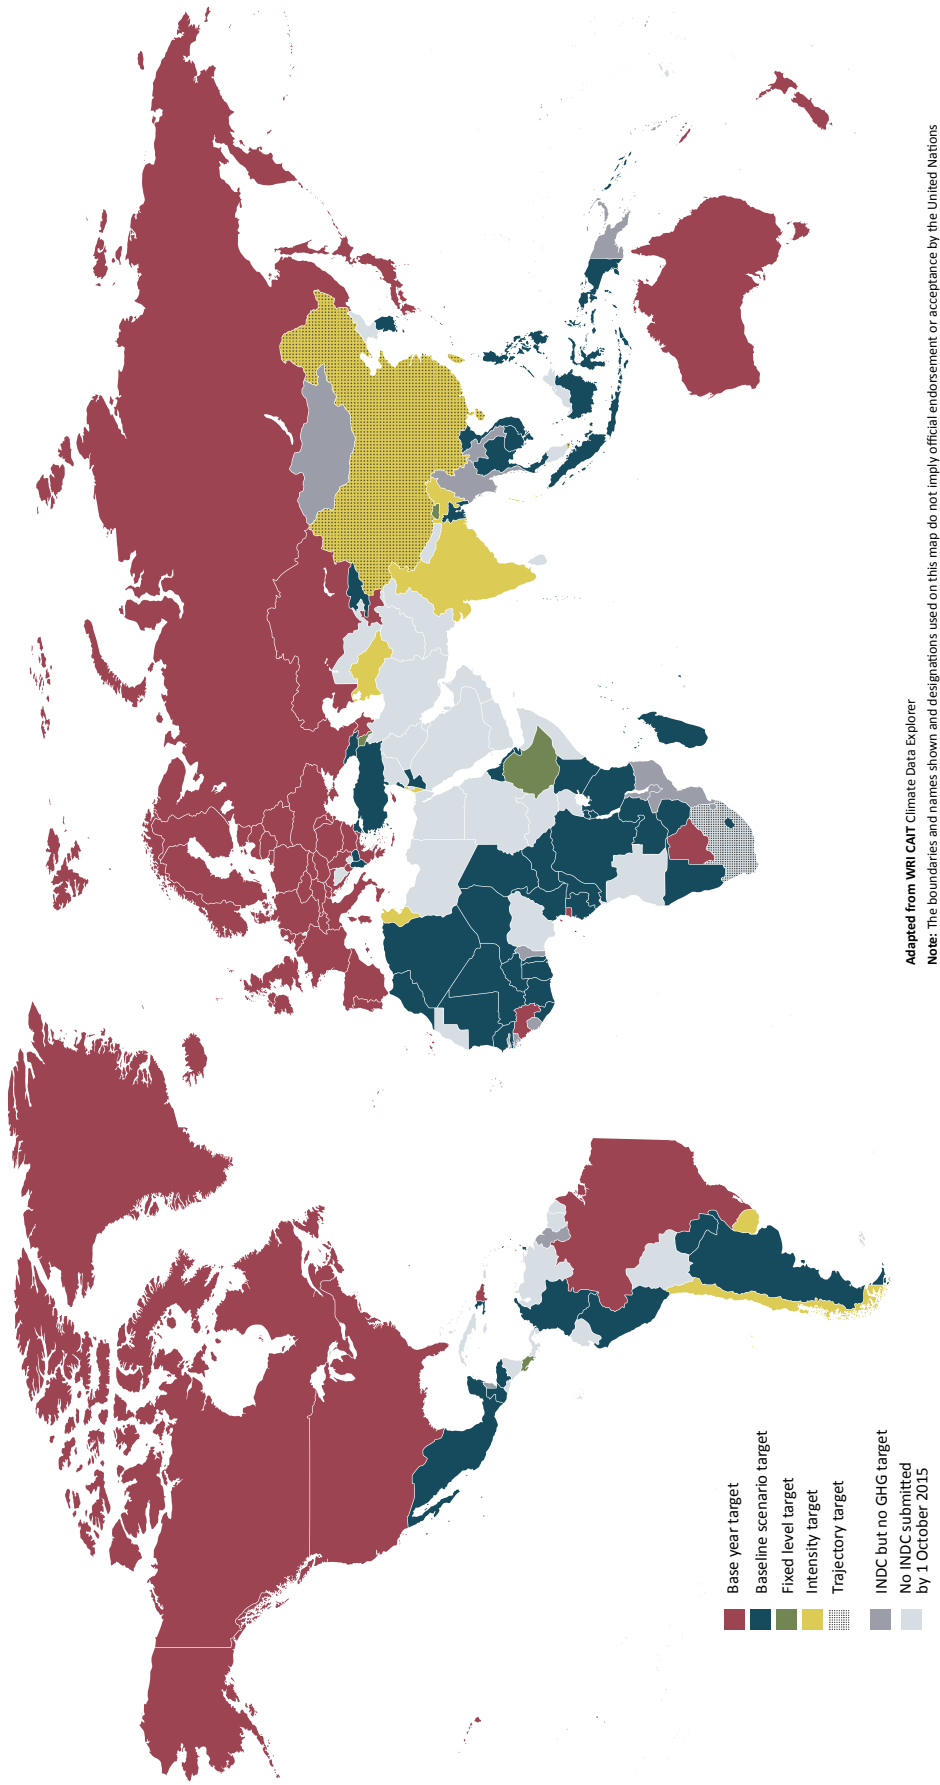 Base year target
Baseline scenario target
Fixed level target
Intensity target
Trajectory target
INDC but no GHG target
No INDC submitted
by 1 October 2015
Adapted from WRI CAIT Climate Data Explorer
Note: The boundaries and names shown and designations used on this map do not imply official endorsement or acceptance by the United Nations